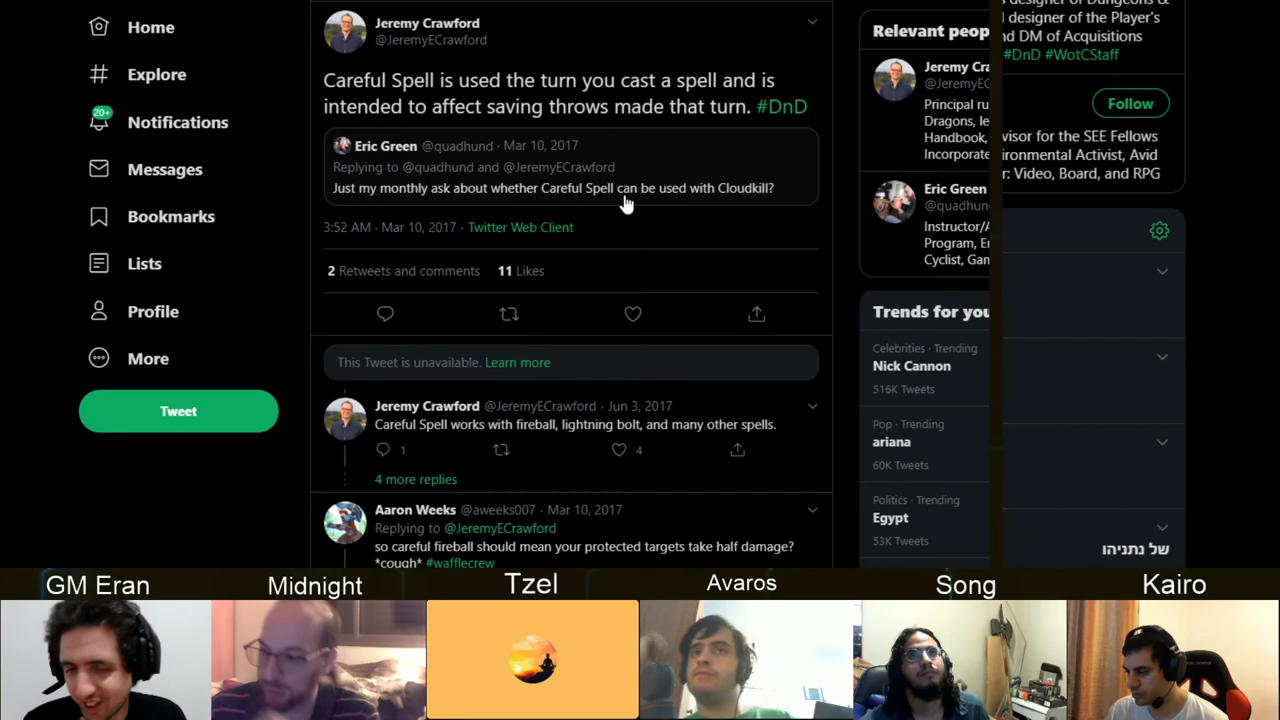 Home
Explore
20+
Notifications
Messages
Bookmarks
Lists
Profile
More
Tweet
Jeremy Crawford
@JeremyECrawford
Careful Spell is used the turn you cast a spell and is
intended to affect saving throws made that turn. #DnD
Eric Green @quadhund · Mar 10, 2017
Replying to @quadhund and @JeremyECrawford
Just my monthly ask about whether Careful Spell can be used with Cloudkill?
3:52 AM · Mar 10, 2017 · Twitter Web Client
2 Retweets and comments 11 Likes
This Tweet is unavailable. Learn more
Jeremy Crawford @JeremyECrawford · Jun 3, 2017
Careful Spell works with fireball, lightning bolt, and many other spells.
1 4
4 more replies
Aaron Weeks @aweeks007 · Mar 10, 2017
Replying to @JeremyECrawford
so careful fireball should mean your protected targets take half damage?
*cough* #wafflecrew
Relevant peop
Jeremy Cra
@JeremyEC
Principal ru
Dragons, le
Handbook,
Incorporate
Eric Green
@quadhun
Instructor/A
Program, En
Cyclist, Gam
Trends for you
Celebrities · Trending
Nick Cannon
516K Tweets
Pop · Trending
ariana
60K Tweets
Politics · Trending
Egypt
53K Tweets
designer of Dungeons &
designer of the Player's
nd DM of Acquisitions
#DnD #WotCStaff
Follow
visor for the SEE Fellows
ironmental Activist, Avid
r: Video, Board, and RPG
של נתניהו
GM Eran
Midnight
Tzel
Avaros
Song
Kairo